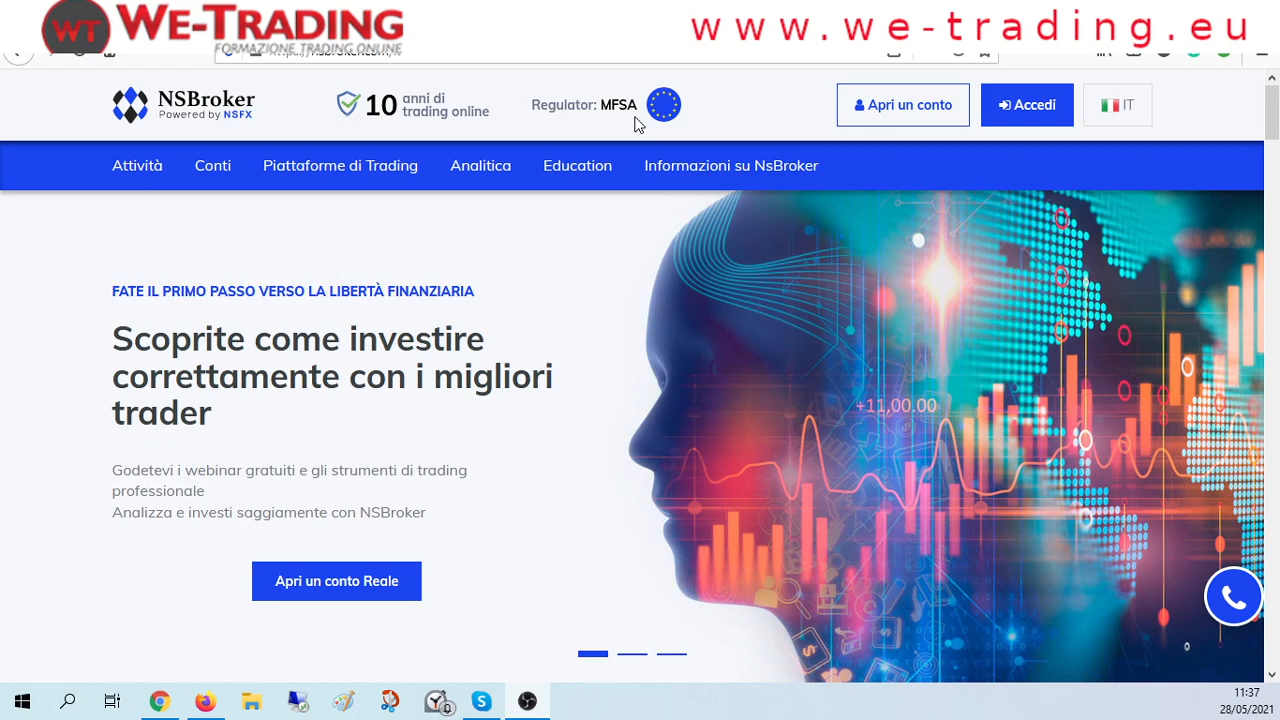 WT WE-TRADING
FORMAZIONE TRADING ONLINE
www.we-trading.eu
NSBroker
Powered by NSFX
10 anni di
trading online
Regulator: MFSA
Apri un conto
Accedi
IT
Attività
Conti
Piattaforme di Trading
Analitica
Education
Informazioni su NsBroker
FATE IL PRIMO PASSO VERSO LA LIBERTÀ FINANZIARIA
Scoprite come investire
correttamente con i migliori
trader
+11,00.00
Godetevi i webinar gratuiti e gli strumenti di trading
professionale
Analizza e investi saggiamente con NSBroker
Apri un conto Reale
11:37
28/05/2021